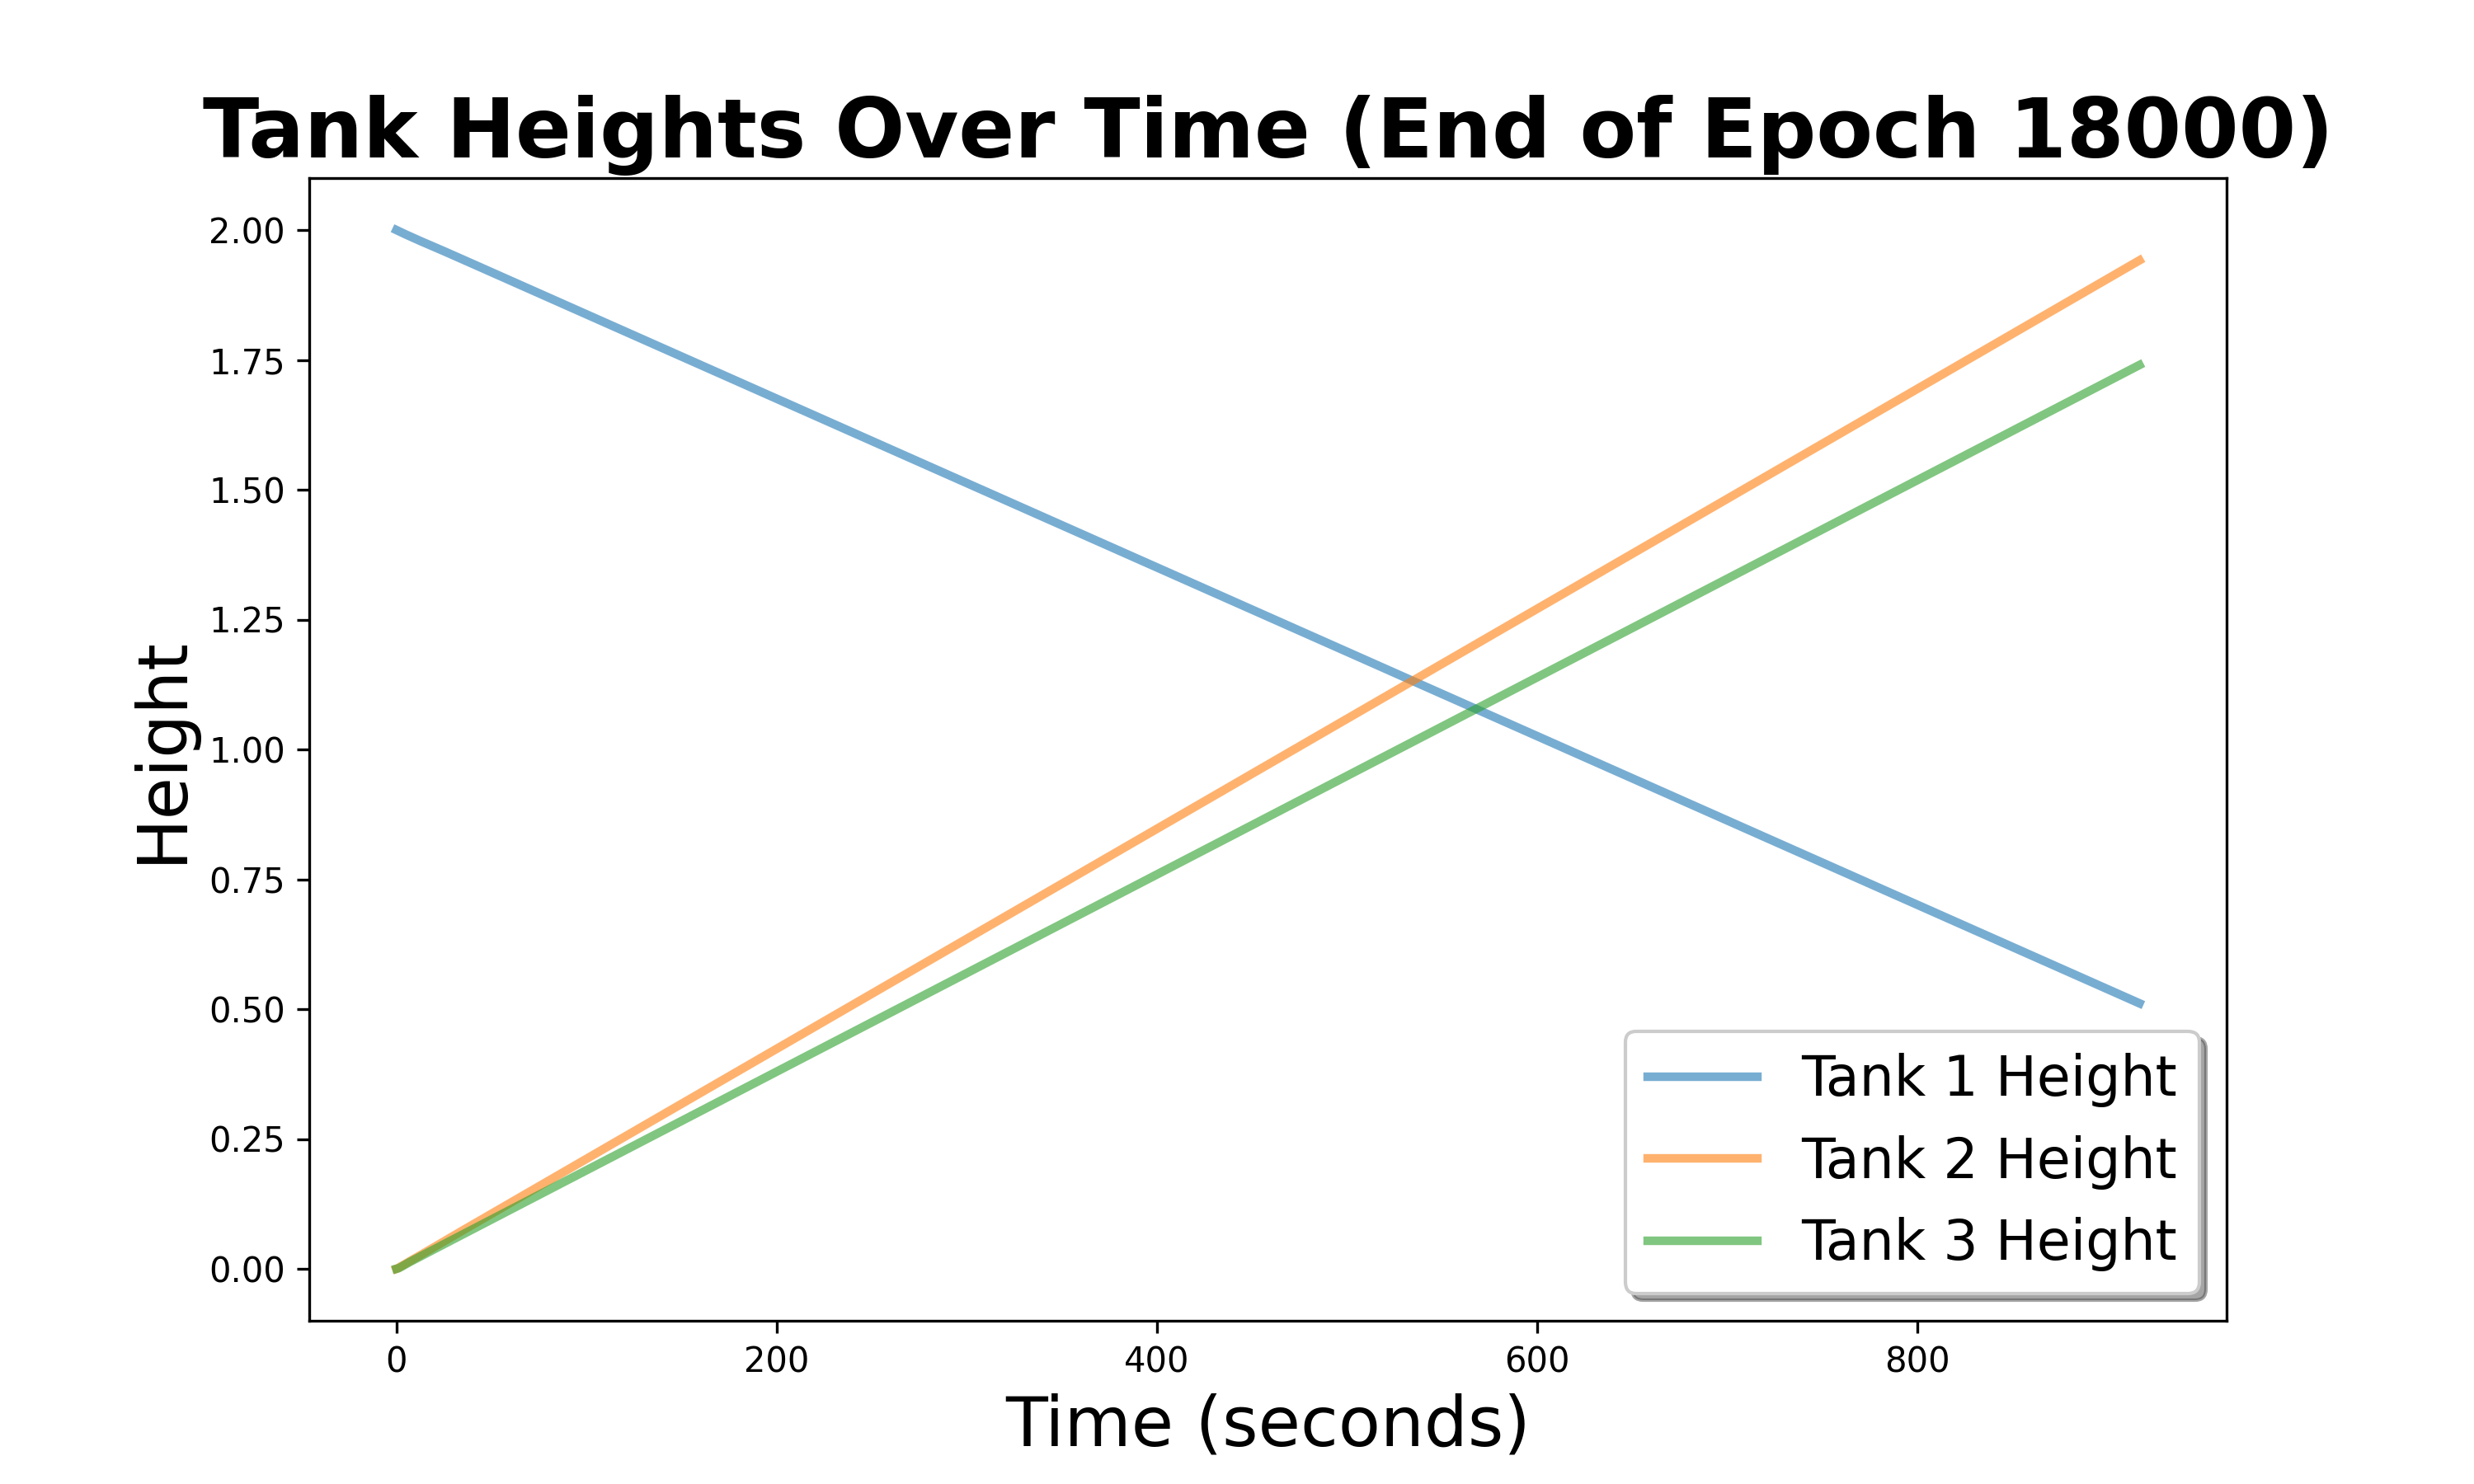 Tank Heights Over Time (End of Epoch 18000)
Height
2.00
1.75
1.50
1.25
1.00
0.75
0.50
0.25
0.00
Tank 1 Height
Tank 2 Height
Tank 3 Height
0 200 400 600 800
Time (seconds)